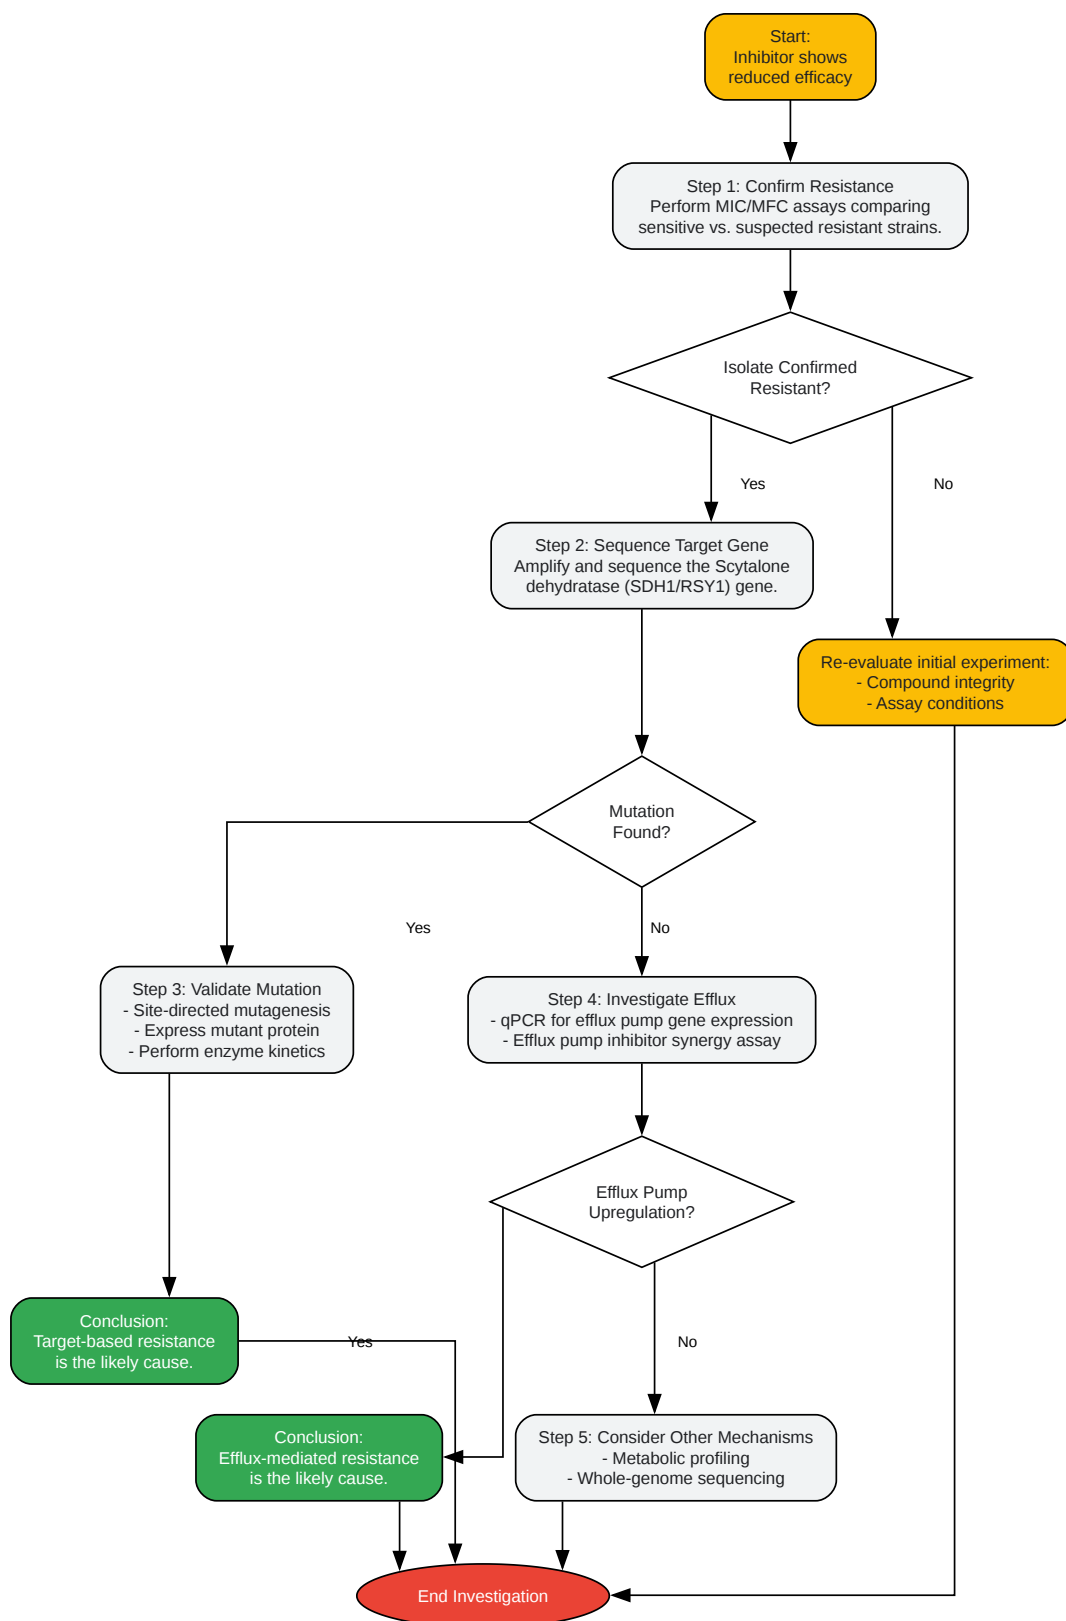 Start:
Inhibitor shows
reduced efficacy
Step 1: Confirm Resistance
Perform MIC/MFC assays comparing
sensitive vs. suspected resistant strains.
Isolate Confirmed
Resistant?
Yes
No
Step 2: Sequence Target Gene
Amplify and sequence the Scytalone
dehydratase (SDH1/RSY1) gene.
Re-evaluate initial experiment:
- Compound integrity
- Assay conditions
Mutation
Found?
Yes
No
Step 3: Validate Mutation
- Site-directed mutagenesis
- Express mutant protein
- Perform enzyme kinetics
Step 4: Investigate Efflux
- qPCR for efflux pump gene expression
- Efflux pump inhibitor synergy assay
Efflux Pump
Upregulation?
Conclusion:
Target-based resistance
is the likely cause.
Yes
No
Conclusion:
Efflux-mediated resistance
is the likely cause.
Step 5: Consider Other Mechanisms
- Metabolic profiling
- Whole-genome sequencing
End Investigation